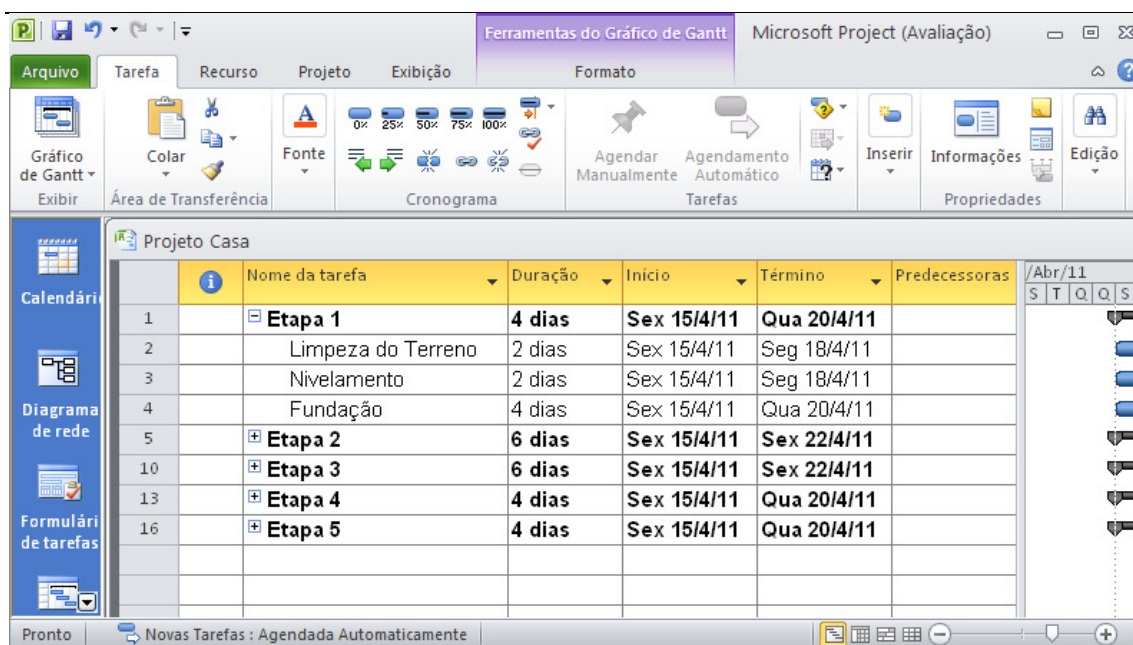 Ferramentas do Gráfico de Gantt Microsoft Project (Avaliação)
Arquivo Tarefa Recurso Projeto Exibição Formato
Gráfico de Gantt
Exibir
Colar
Área de Transferência
Fonte
0% 25% 50% 75% 100%
Cronograma
Agendar Manualmente
Agendamento Automático
Tarefas
Inserir
Informações
Propriedades
Edição
Calendári
Diagrama de rede
Formulári de tarefas
Projeto Casa
Nome da tarefa Duração Início Término Predecessoras /Abr/11
S T Q Q S
1 Etapa 1 4 dias Sex 15/4/11 Qua 20/4/11
2 Limpeza do Terreno 2 dias Sex 15/4/11 Seg 18/4/11
3 Nivelamento 2 dias Sex 15/4/11 Seg 18/4/11
4 Fundação 4 dias Sex 15/4/11 Qua 20/4/11
5 Etapa 2 6 dias Sex 15/4/11 Sex 22/4/11
10 Etapa 3 6 dias Sex 15/4/11 Sex 22/4/11
13 Etapa 4 4 dias Sex 15/4/11 Qua 20/4/11
16 Etapa 5 4 dias Sex 15/4/11 Qua 20/4/11
Pronto Novas Tarefas : Agendada Automaticamente